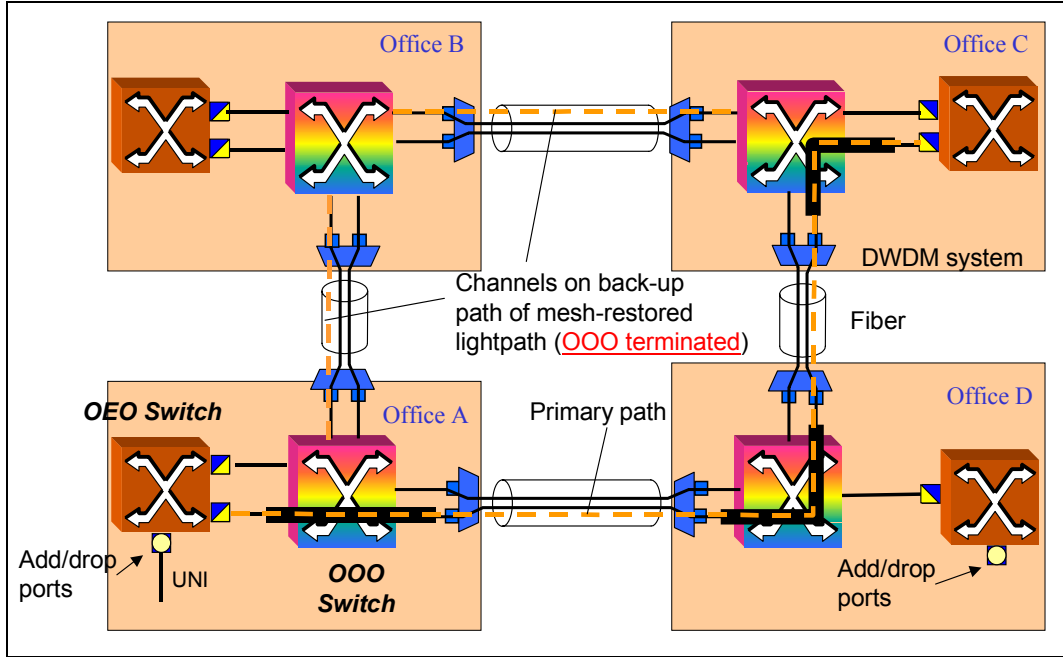 Office B
Office C
DWDM system
Channels on back-up
path of mesh-restored
lightpath (OOO terminated)
Fiber
OEO Switch
Office A
Primary path
Office D
Add/drop
ports
UNI
OOO
Switch
Add/drop
ports